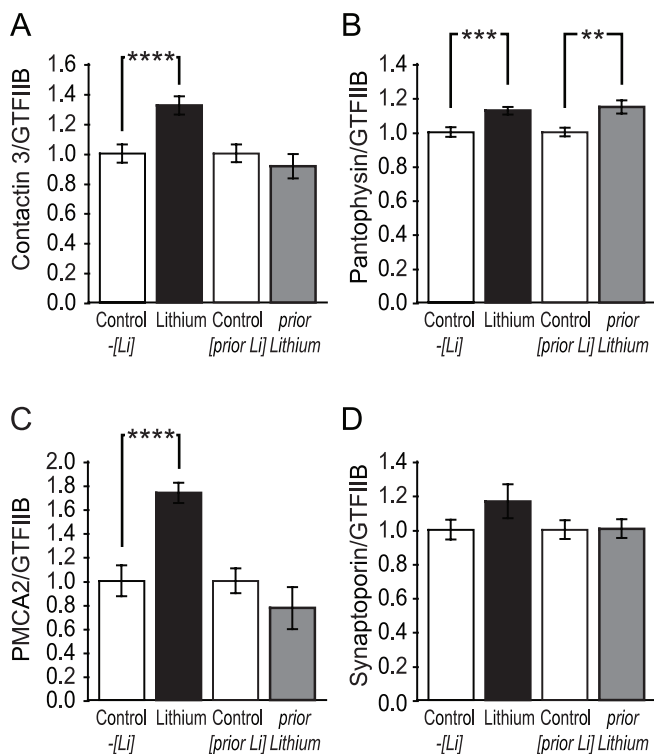 A
****
Contactin 3/GTFIIB
1.6
1.4
1.2
1.0
0.8
0.6
0.4
0.2
0.0
Control Lithium Control prior
-[Li] [prior Li] Lithium
B
*** **
Pantophysin/GTFIIB
1.4
1.2
1.0
0.8
0.6
0.4
0.2
0.0
Control Lithium Control prior
-[Li] [prior Li] Lithium
C
****
PMCA2/GTFIIB
2.0
1.8
1.6
1.4
1.2
1.0
0.8
0.6
0.4
0.2
0.0
Control Lithium Control prior
-[Li] [prior Li] Lithium
D
Synaptoporin/GTFIIB
1.4
1.2
1.0
0.8
0.6
0.4
0.2
0.0
Control Lithium Control prior
-[Li] [prior Li] Lithium